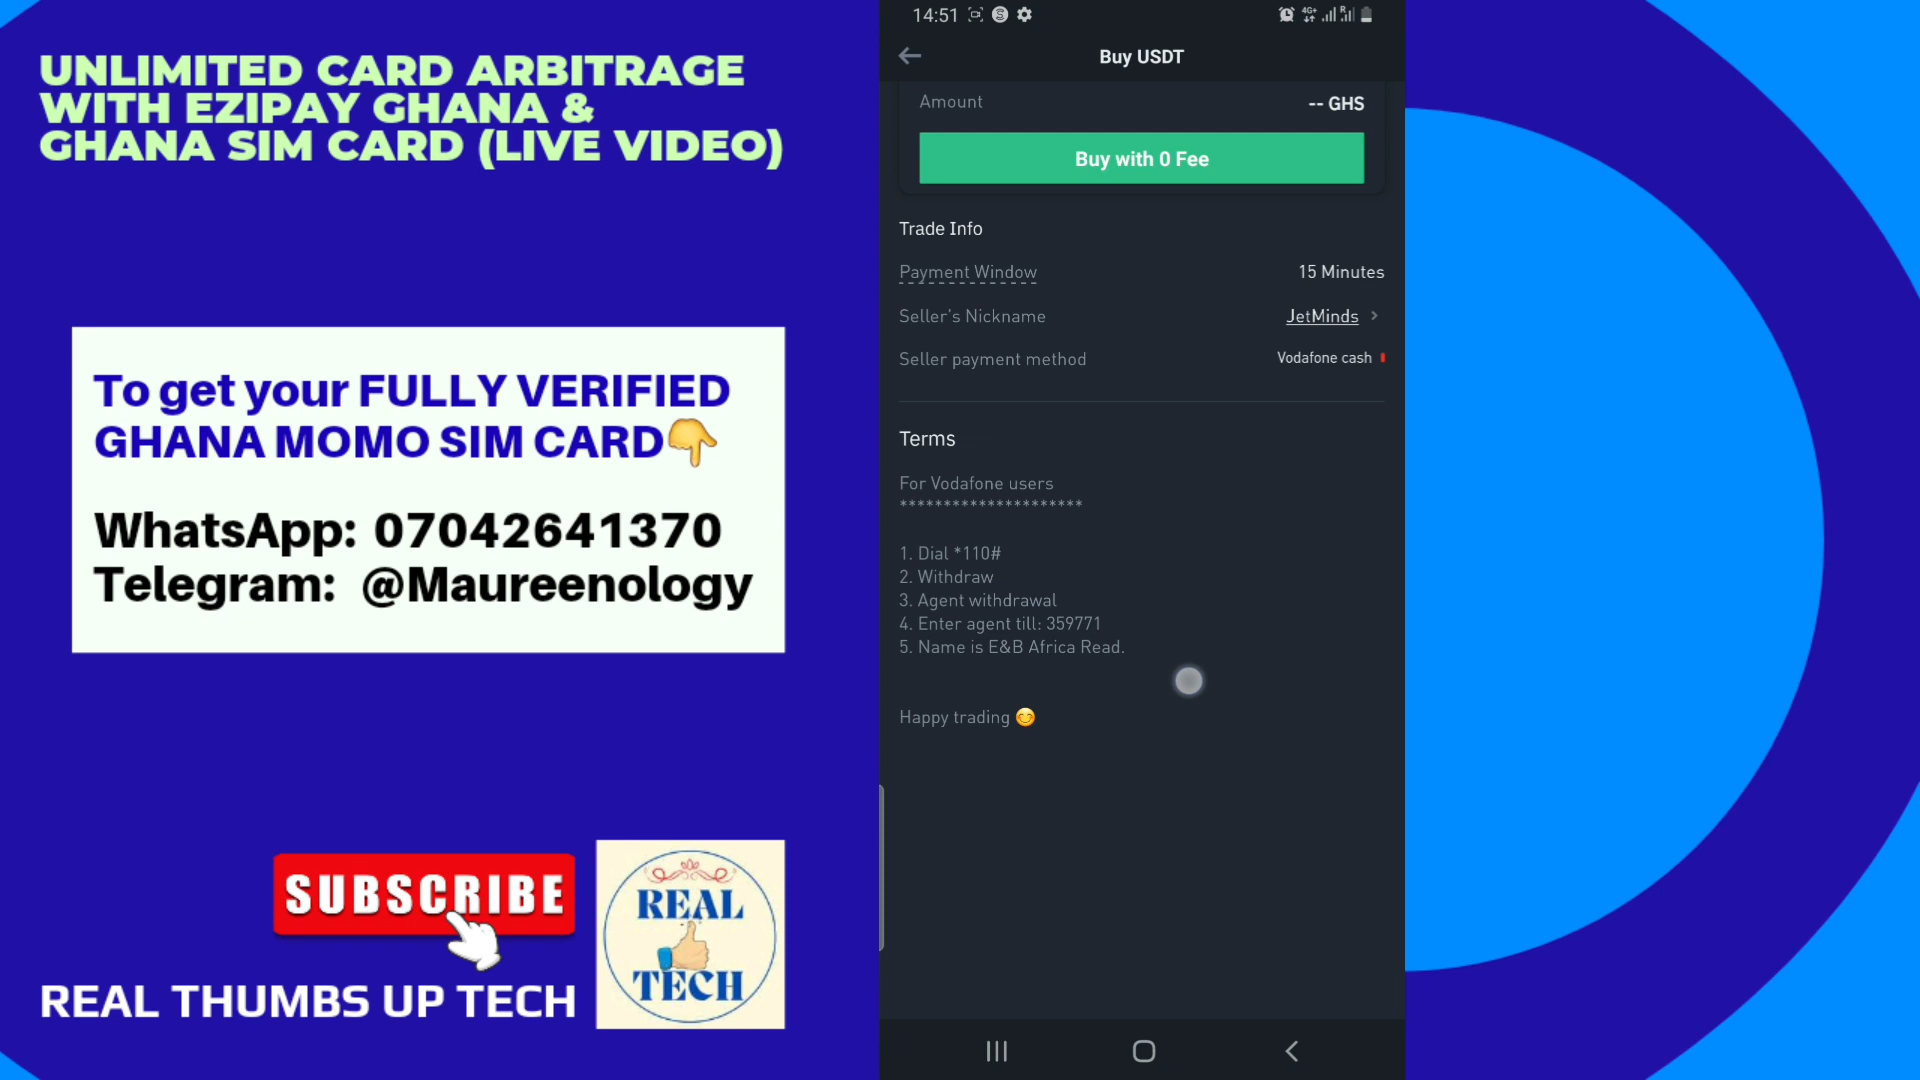 UNLIMITED CARD ARBITRAGE
WITH EZIPAY GHANA &
GHANA SIM CARD (LIVE VIDEO)
To get your FULLY VERIFIED
GHANA MOMO SIM CARD👇
WhatsApp: 07042641370
Telegram: @Maureenology
SUBSCRIBE
REAL THUMBS UP TECH
REAL
TECH
14:51
4G+
R
Buy USDT
Amount -- GHS
Buy with 0 Fee
Trade Info
Payment Window 15 Minutes
Seller's Nickname JetMinds
Seller payment method Vodafone cash
Terms
For Vodafone users
*********************
1. Dial *110#
2. Withdraw
3. Agent withdrawal
4. Enter agent till: 359771
5. Name is E&B Africa Read.
Happy trading 😊